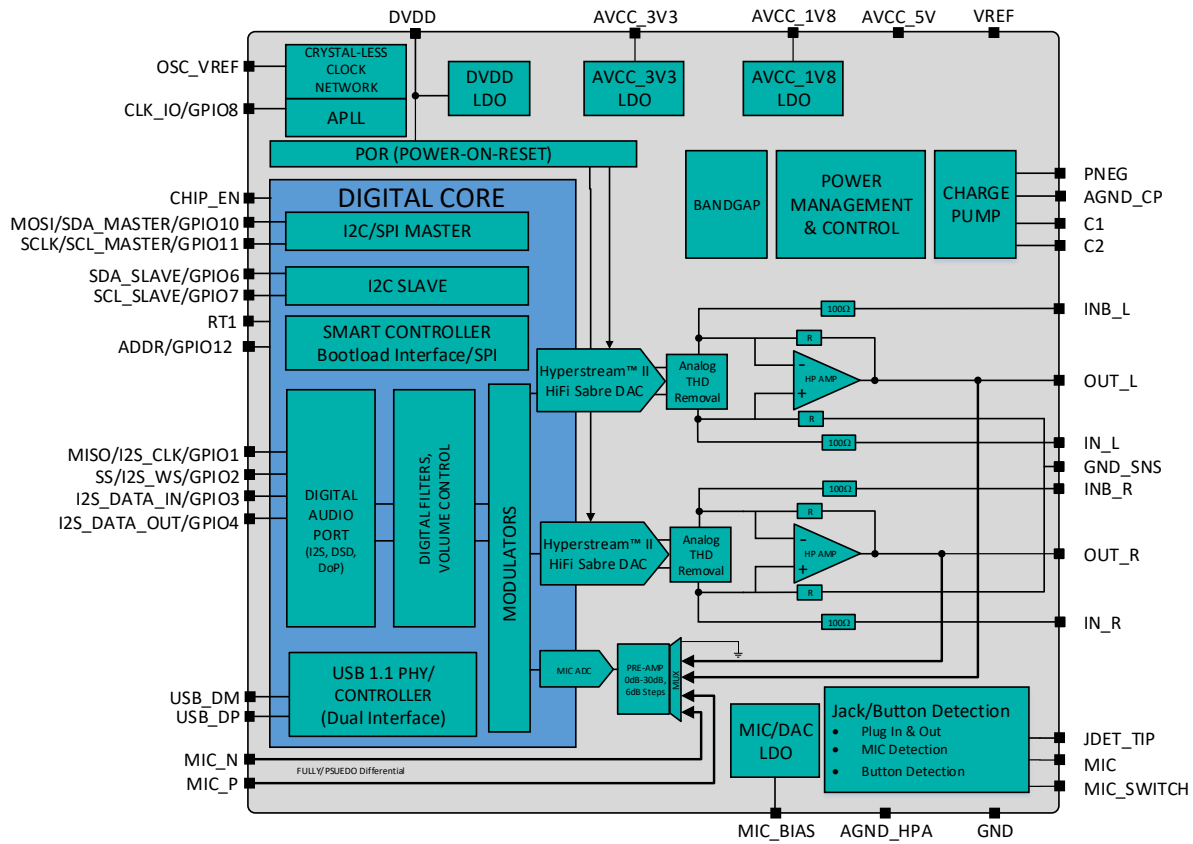 DVDD
AVCC_3V3
AVCC_1V8
AVCC_5V
VREF
OSC_VREF
CLK_IO/GPIO8
CRYSTAL-LESS
CLOCK
NETWORK
APLL
DVDD
LDO
AVCC_3V3
LDO
AVCC_1V8
LDO
POR (POWER-ON-RESET)
BANDGAP
POWER
MANAGEMENT
& CONTROL
CHARGE
PUMP
PNEG
AGND_CP
C1
C2
CHIP_EN
MOSI/SDA_MASTER/GPIO10
SCLK/SCL_MASTER/GPIO11
SDA_SLAVE/GPIO6
SCL_SLAVE/GPIO7
RT1
ADDR/GPIO12
DIGITAL CORE
I2C/SPI MASTER
I2C SLAVE
SMART CONTROLLER
Bootload Interface/SPI
Hyperstream™ II
HiFi Sabre DAC
Analog
THD
Removal
100Ω
R
HP AMP
R
100Ω
INB_L
OUT_L
IN_L
GND_SNS
INB_R
OUT_R
IN_R
MISO/I2S_CLK/GPIO1
SS/I2S_WS/GPIO2
I2S_DATA_IN/GPIO3
I2S_DATA_OUT/GPIO4
DIGITAL
AUDIO
PORT
(I2S, DSD,
DoP)
DIGITAL FILTERS,
VOLUME CONTROL
MODULATORS
Hyperstream™ II
HiFi Sabre DAC
Analog
THD
Removal
100Ω
R
HP AMP
R
100Ω
USB 1.1 PHY/
CONTROLLER
(Dual Interface)
MIC ADC
PRE-AMP
0dB-30dB,
6dB Steps
MUX
USB_DM
USB_DP
MIC_N
MIC_P
FULLY/PSUEDO Differential
MIC/DAC
LDO
Jack/Button Detection
• Plug In & Out
• MIC Detection
• Button Detection
JDET_TIP
MIC
MIC_SWITCH
MIC_BIAS
AGND_HPA
GND